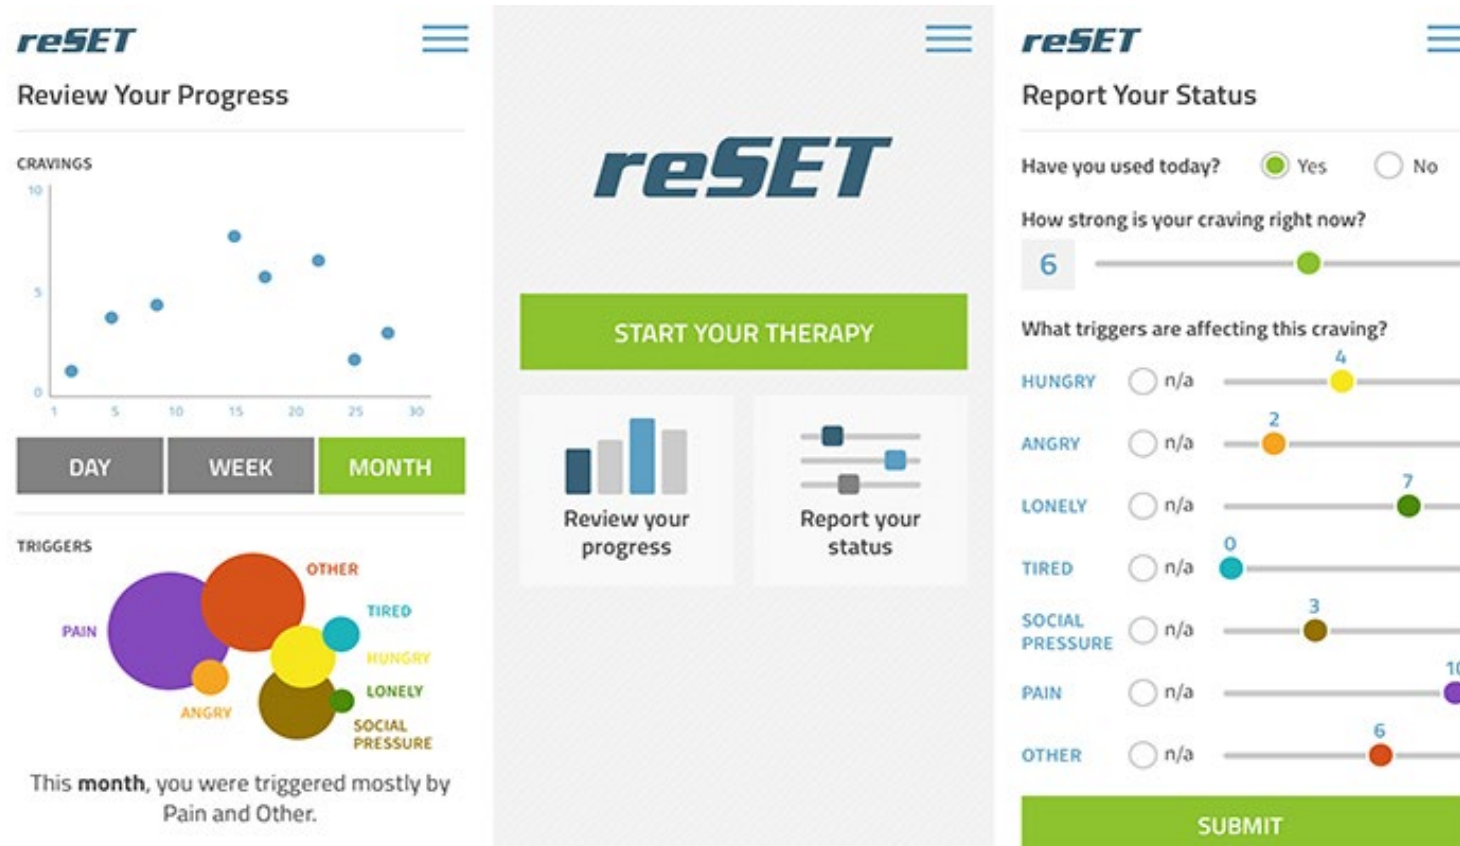 reSET
Review Your Progress
CRAVINGS
10
5
0
1 5 10 15 20 25 30
DAY WEEK MONTH
TRIGGERS
OTHER
TIRED
PAIN
HUNGRY
LONELY
ANGRY
SOCIAL
PRESSURE
This month, you were triggered mostly by
Pain and Other.
reSET
START YOUR THERAPY
Review your
progress
Report your
status
reSET
Report Your Status
Have you used today? Yes No
How strong is your craving right now?
6
What triggers are affecting this craving?
4
HUNGRY n/a
2
ANGRY n/a
7
LONELY n/a
0
TIRED n/a
3
SOCIAL
PRESSURE n/a
10
PAIN n/a
6
OTHER n/a
SUBMIT